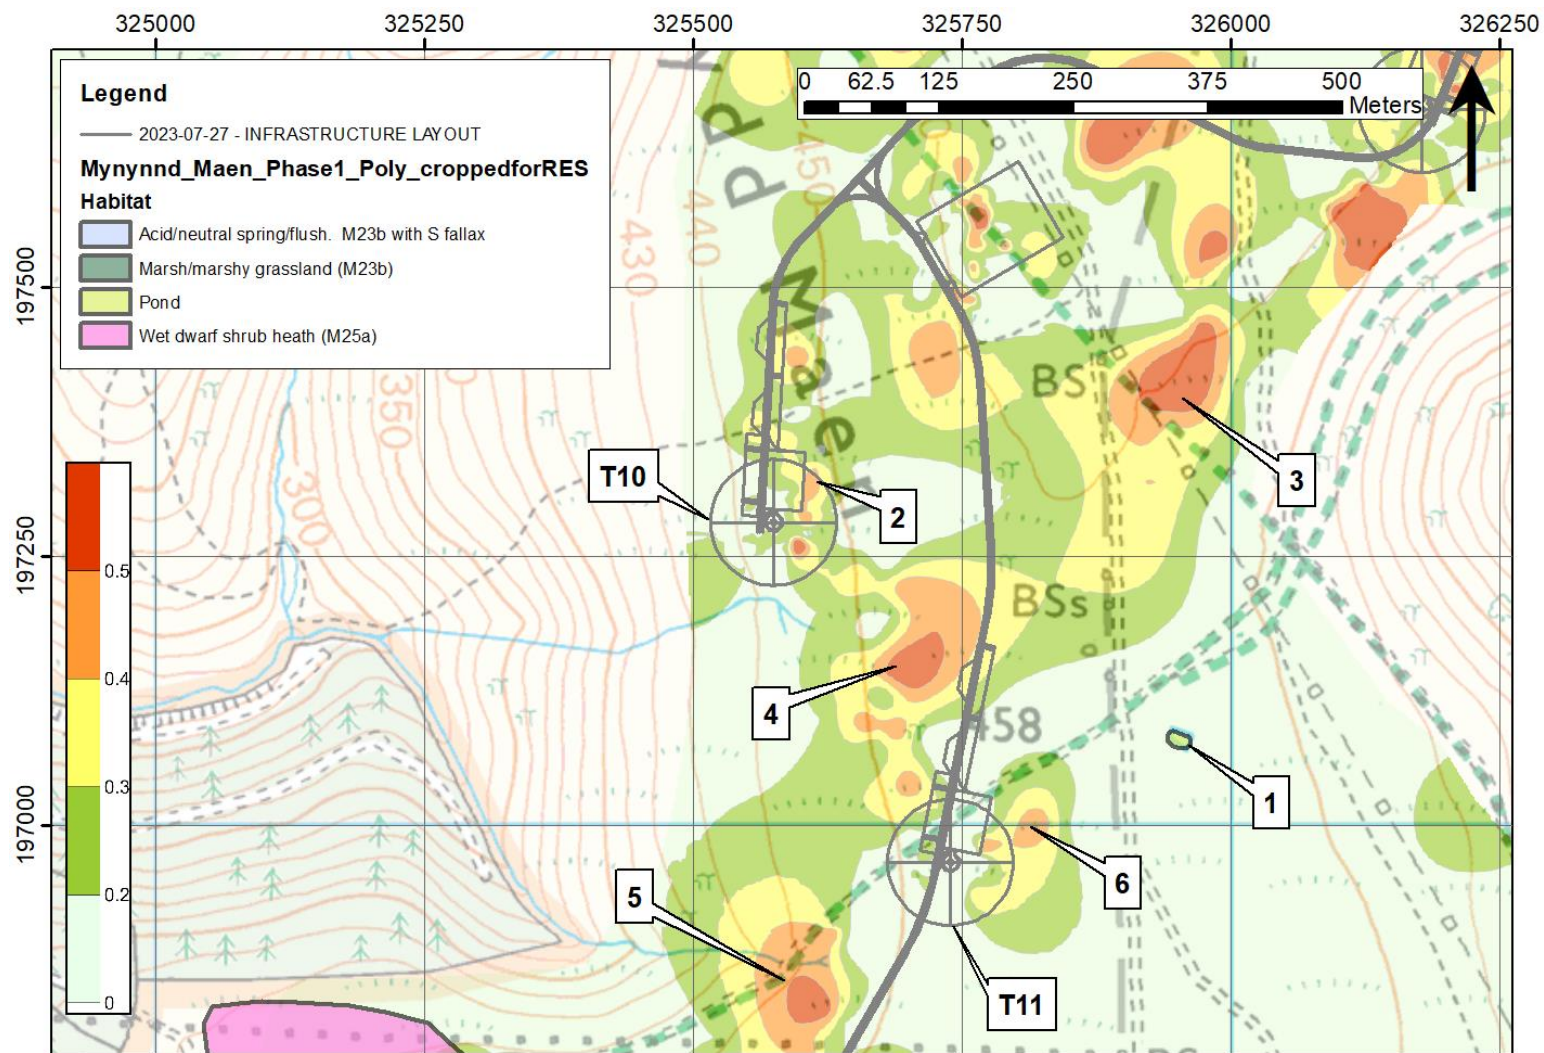 325000 325250 325500 325750 326000 326250
0 62.5 125 250 375 500
Meters
Legend
2023-07-27 - INFRASTRUCTURE LAYOUT
Mynynnd_Maen_Phase1_Poly_croppedforRES
Habitat
Acid/neutral spring/flush. M23b with S fallax
Marsh/marshy grassland (M23b)
Pond
Wet dwarf shrub heath (M25a)
450
440
430
197500
Maen
350
BS
T10
3
300
2
0.5
197250
BSs
0.4
4
458
0.3
1
197000
6
5
0.2
T11
0
BS